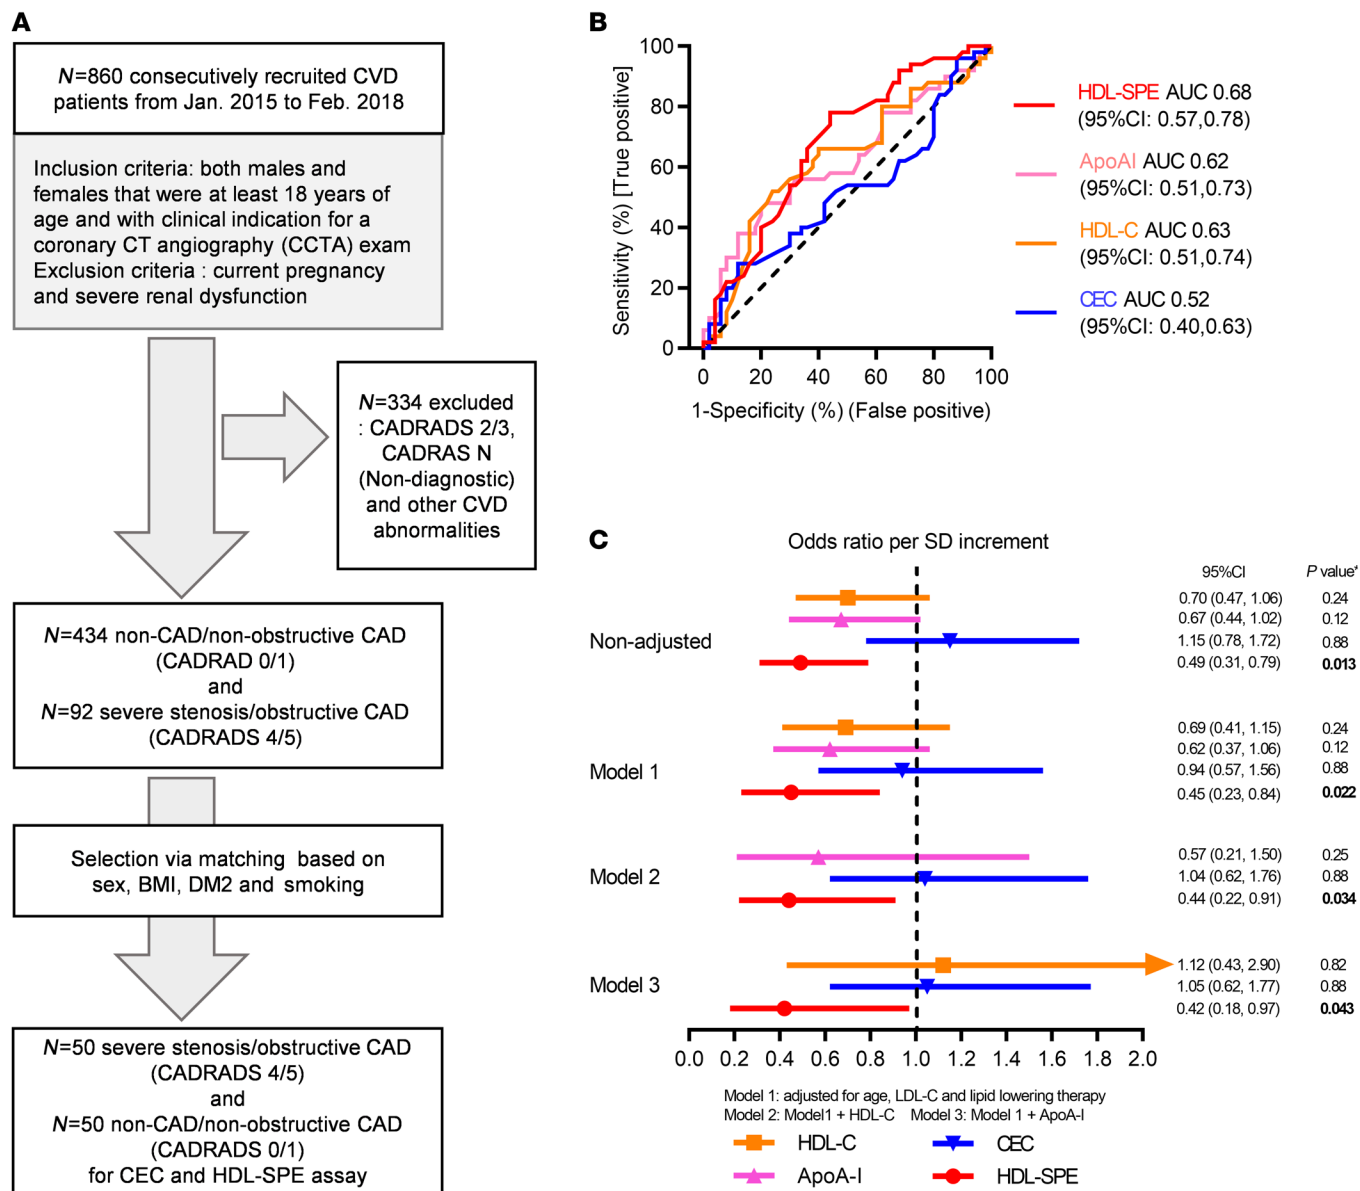 A
N=860 consecutively recruited CVD
patients from Jan. 2015 to Feb. 2018
Inclusion criteria: both males and
females that were at least 18 years of
age and with clinical indication for a
coronary CT angiography (CCTA) exam
Exclusion criteria : current pregnancy
and severe renal dysfunction
N=334 excluded
: CADRADS 2/3,
CADRAS N
(Non-diagnostic)
and other CVD
abnormalities
N=434 non-CAD/non-obstructive CAD
(CADRAD 0/1)
and
N=92 severe stenosis/obstructive CAD
(CADRADS 4/5)
Selection via matching based on
sex, BMI, DM2 and smoking
N=50 severe stenosis/obstructive CAD
(CADRADS 4/5)
and
N=50 non-CAD/non-obstructive CAD
(CADRADS 0/1)
for CEC and HDL-SPE assay
B
Sensitivity (%) [True positive]
100
80
60
40
20
0
0 20 40 60 80 100
1-Specificity (%) (False positive)
HDL-SPE AUC 0.68
(95%CI: 0.57,0.78)
ApoAI AUC 0.62
(95%CI: 0.51,0.73)
HDL-C AUC 0.63
(95%CI: 0.51,0.74)
CEC AUC 0.52
(95%CI: 0.40,0.63)
C
Odds ratio per SD increment
95%CI P value*
Non-adjusted
0.70 (0.47, 1.06) 0.24
0.67 (0.44, 1.02) 0.12
1.15 (0.78, 1.72) 0.88
0.49 (0.31, 0.79) 0.013
Model 1
0.69 (0.41, 1.15) 0.24
0.62 (0.37, 1.06) 0.12
0.94 (0.57, 1.56) 0.88
0.45 (0.23, 0.84) 0.022
Model 2
0.57 (0.21, 1.50) 0.25
1.04 (0.62, 1.76) 0.88
0.44 (0.22, 0.91) 0.034
Model 3
1.12 (0.43, 2.90) 0.82
1.05 (0.62, 1.77) 0.88
0.42 (0.18, 0.97) 0.043
0.0 0.2 0.4 0.6 0.8 1.0 1.2 1.4 1.6 1.8 2.0
Model 1: adjusted for age, LDL-C and lipid lowering therapy
Model 2: Model1 + HDL-C Model 3: Model 1 + ApoA-I
HDL-C CEC
ApoA-I HDL-SPE